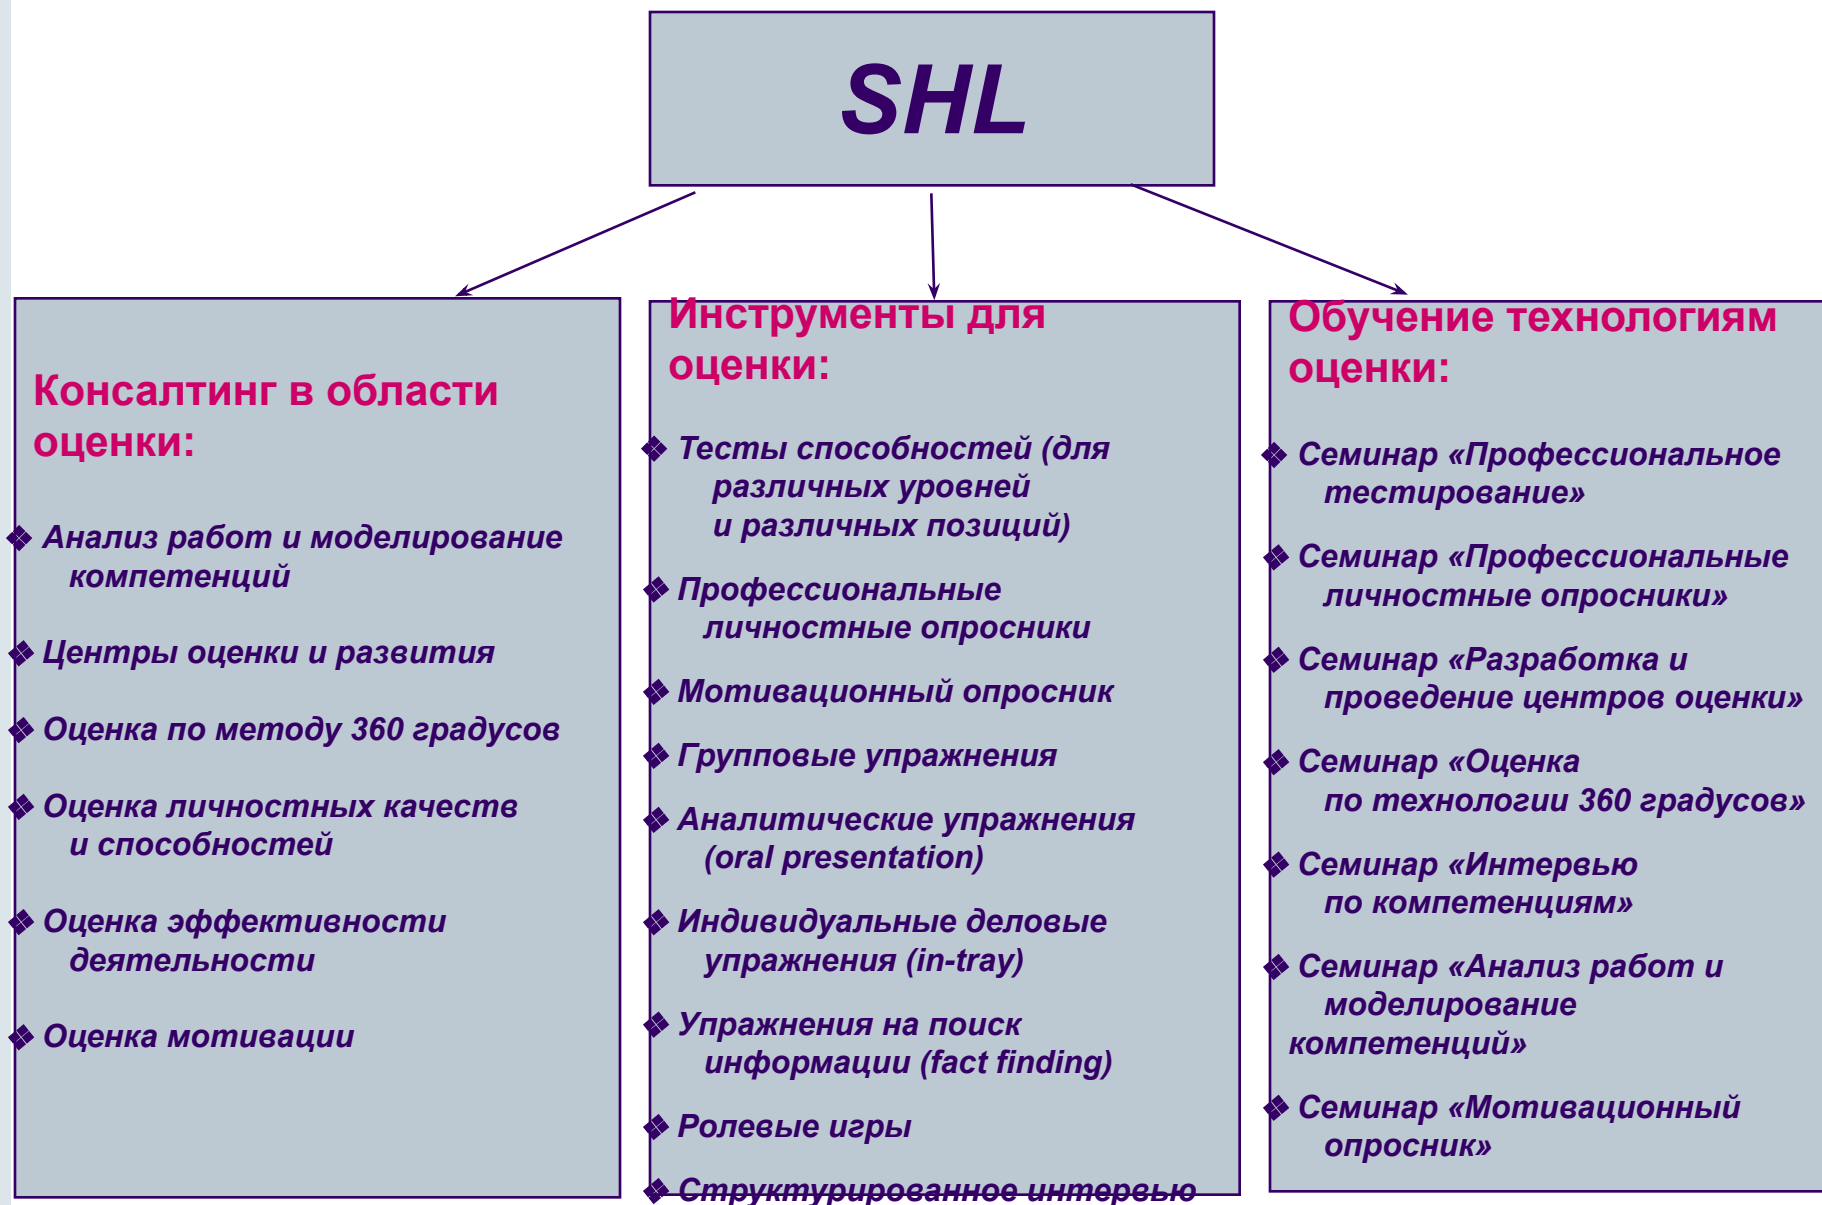 SHL
Консалтинг в области
оценки:
❖ Анализ работ и моделирование
компетенций
❖ Центры оценки и развития
❖ Оценка по методу 360 градусов
❖ Оценка личностных качеств
и способностей
❖ Оценка эффективности
деятельности
❖ Оценка мотивации
Инструменты для
оценки:
❖ Тесты способностей (для
различных уровней
и различных позиций)
❖ Профессиональные
личностные опросники
❖ Мотивационный опросник
❖ Групповые упражнения
❖ Аналитические упражнения
(oral presentation)
❖ Индивидуальные деловые
упражнения (in-tray)
❖ Упражнения на поиск
информации (fact finding)
❖ Ролевые игры
❖ Структурированное интервью
Обучение технологиям
оценки:
❖ Семинар «Профессиональное
тестирование»
❖ Семинар «Профессиональные
личностные опросники»
❖ Семинар «Разработка и
проведение центров оценки»
❖ Семинар «Оценка
по технологии 360 градусов»
❖ Семинар «Интервью
по компетенциям»
❖ Семинар «Анализ работ и
моделирование
компетенций»
❖ Семинар «Мотивационный
опросник»